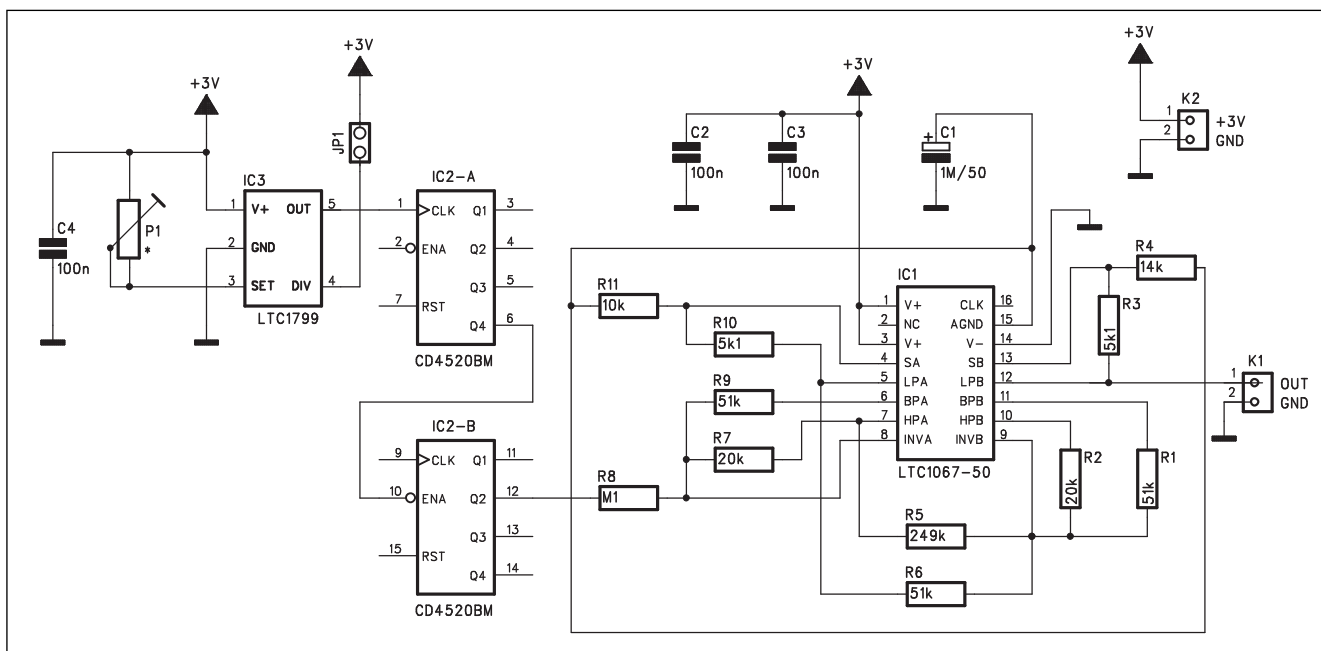 +3V
+3V
+3V
+3V
JP1
K2
1
2
+3V
GND
C4
100n
P1
*
IC3
1
V+
OUT
5
2
GND
3
SET
DIV
4
LTC1799
IC2-A
1
CLK
Q1
3
2
ENA
Q2
4
Q3
5
7
RST
Q4
6
CD4520BM
IC2-B
9
CLK
Q1
11
10
ENA
Q2
12
Q3
13
15
RST
Q4
14
CD4520BM
C2
100n
C3
100n
C1
+
1M/50
R11
10k
R10
5k1
R9
51k
R7
20k
R8
M1
IC1
1
V+
CLK
16
2
NC
AGND
15
3
V+
V-
14
4
SA
SB
13
5
LPA
LPB
12
6
BPA
BPB
11
7
HPA
HPB
10
8
INVA
INVB
9
LTC1067-50
R4
14k
R3
5k1
K1
1
2
OUT
GND
R2
20k
R1
51k
R5
249k
R6
51k